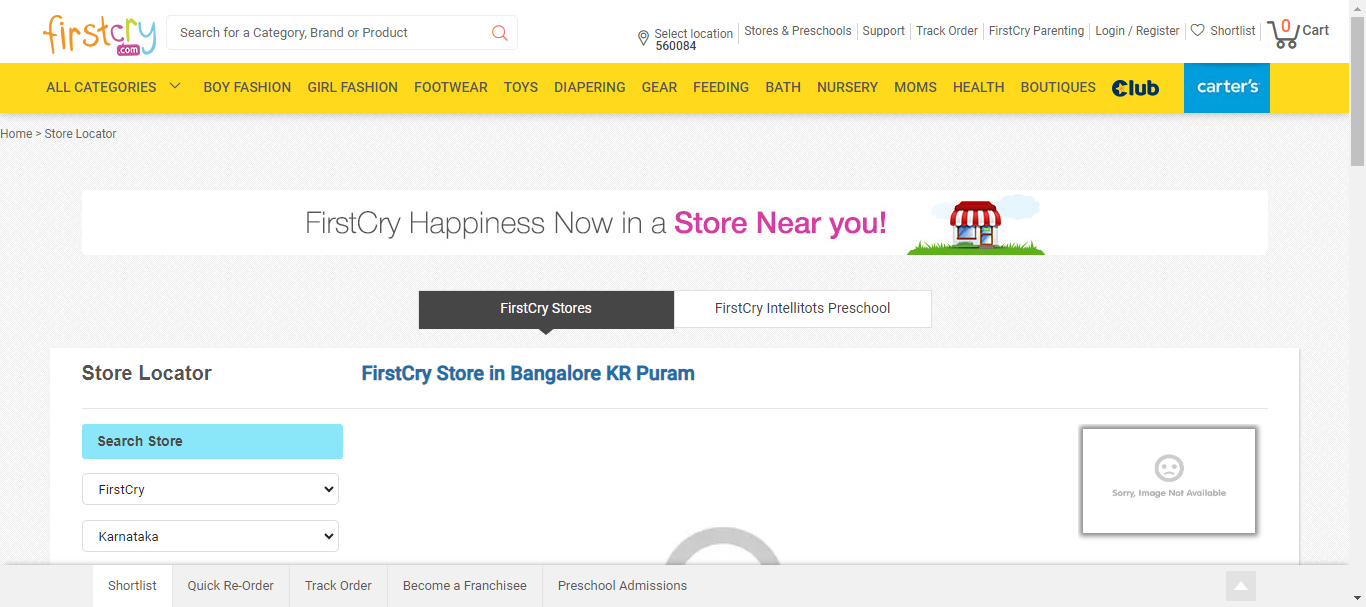 firstcry
.com
Search for a Category, Brand or Product
Select location
560084
Stores & Preschools
Support
Track Order
FirstCry Parenting
Login / Register
Shortlist
0
Cart
ALL CATEGORIES
BOY FASHION
GIRL FASHION
FOOTWEAR
TOYS
DIAPERING
GEAR
FEEDING
BATH
NURSERY
MOMS
HEALTH
BOUTIQUES
Club
carter's
Home > Store Locator
FirstCry Happiness Now in a Store Near you!
FirstCry Stores
FirstCry Intellitots Preschool
Store Locator
FirstCry Store in Bangalore KR Puram
Search Store
FirstCry
Karnataka
Sorry, Image Not Available
Shortlist
Quick Re-Order
Track Order
Become a Franchisee
Preschool Admissions